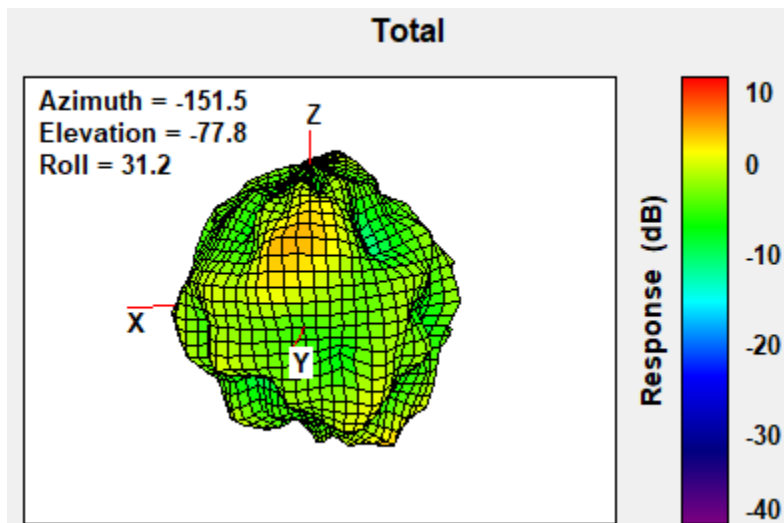 Total
Azimuth = -151.5
Elevation = -77.8
Roll = 31.2
Z
X
Y
10
0
-10
-20
-30
-40
Response (dB)